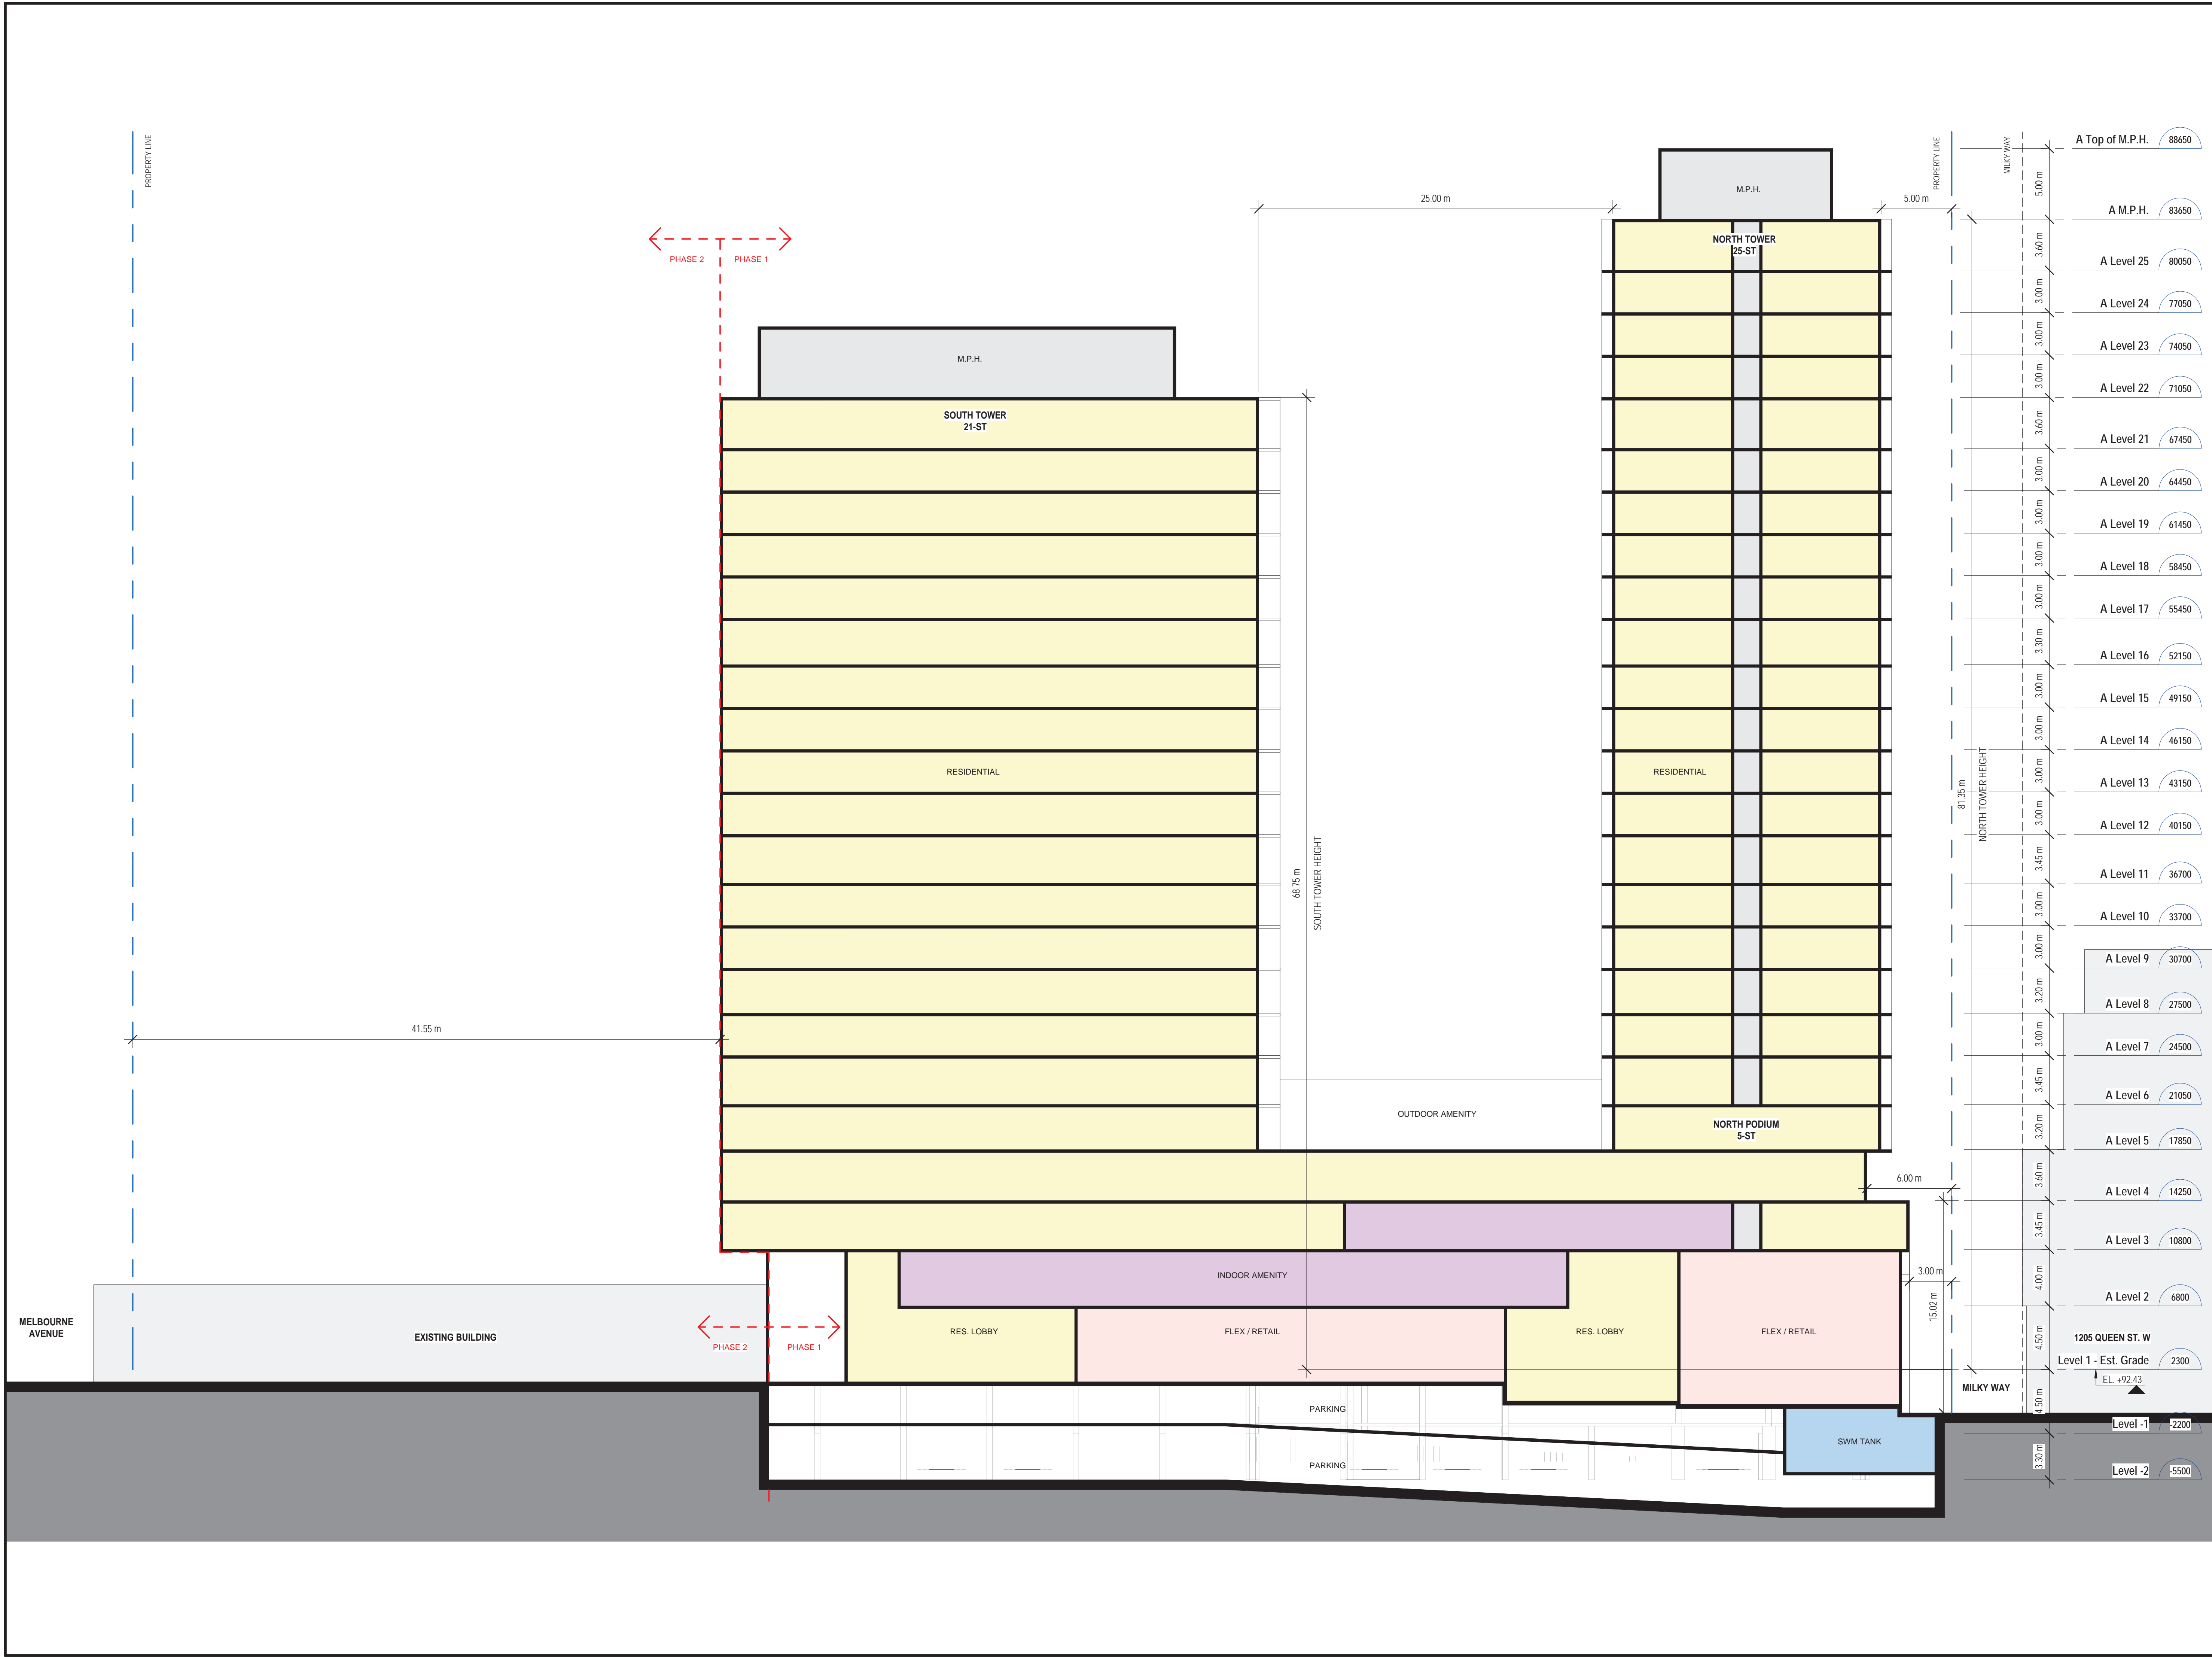 PROPERTY LINE
PROPERTY LINE
MILKY WAY
A Top of M.P.H. 88650
5.00 m
M.P.H.
25.00 m
5.00 m
A M.P.H. 83650
3.60 m
NORTH TOWER
25-ST
PHASE 2 PHASE 1
A Level 25 80050
3.00 m
A Level 24 77050
3.00 m
A Level 23 74050
3.00 m
M.P.H.
A Level 22 71050
3.60 m
SOUTH TOWER
21-ST
A Level 21 67450
3.00 m
A Level 20 64450
3.00 m
A Level 19 61450
3.00 m
A Level 18 58450
3.00 m
A Level 17 55450
3.30 m
A Level 16 52150
3.00 m
A Level 15 49150
3.00 m
A Level 14 46150
3.00 m
RESIDENTIAL
RESIDENTIAL
81.35 m
NORTH TOWER HEIGHT
A Level 13 43150
3.00 m
A Level 12 40150
3.45 m
68.75 m
SOUTH TOWER HEIGHT
A Level 11 36700
3.00 m
A Level 10 33700
3.00 m
A Level 9 30700
3.20 m
A Level 8 27500
3.00 m
41.55 m
A Level 7 24500
3.45 m
A Level 6 21050
3.20 m
OUTDOOR AMENITY
NORTH PODIUM
5-ST
A Level 5 17850
3.60 m
6.00 m
A Level 4 14250
3.45 m
A Level 3 10800
4.00 m
INDOOR AMENITY
3.00 m
15.02 m
A Level 2 6800
4.50 m
MELBOURNE
AVENUE
EXISTING BUILDING
PHASE 2 PHASE 1
RES. LOBBY
FLEX / RETAIL
RES. LOBBY
FLEX / RETAIL
1205 QUEEN ST. W
Level 1 - Est. Grade 2300
EL. +92.43
MILKY WAY
4.50 m
PARKING
Level -1 -2200
SWM TANK
3.30 m
PARKING
Level -2 -5500